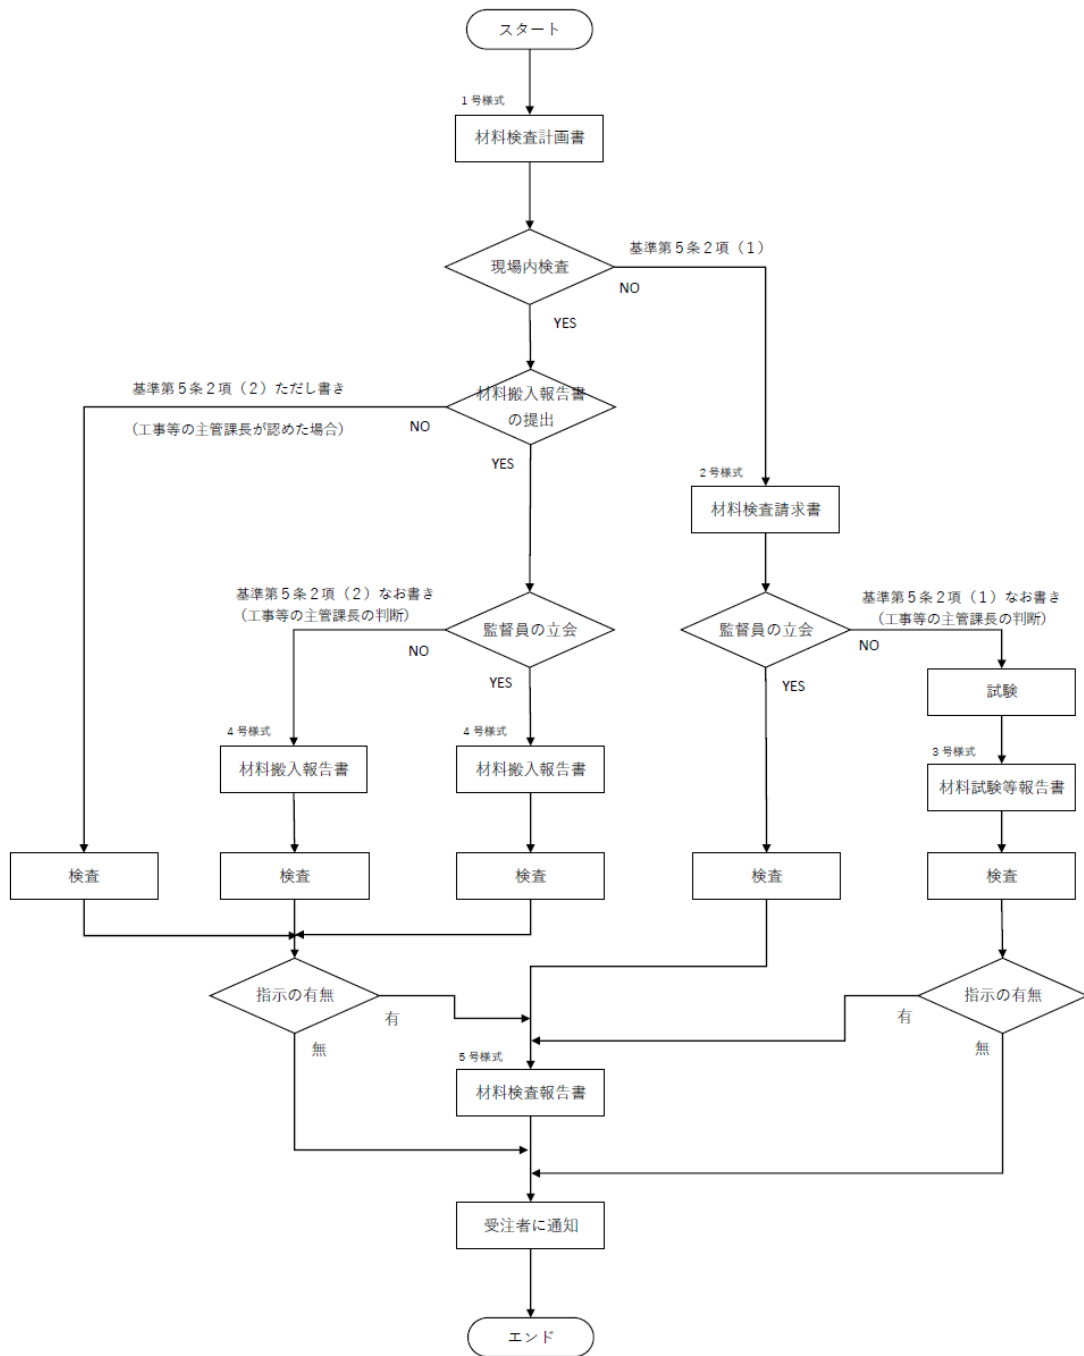 スタート
1号様式
材料検査計画書
現場内検査
基準第5条2項（1）
NO
YES
基準第5条2項（2）ただし書き
（工事等の主管課長が認めた場合）
材料搬入報告書
の提出
NO
YES
2号様式
材料検査請求書
基準第5条2項（2）なお書き
（工事等の主管課長の判断）
監督員の立会
NO
YES
監督員の立会
基準第5条2項（1）なお書き
（工事等の主管課長の判断）
NO
YES
試験
4号様式
材料搬入報告書
4号様式
材料搬入報告書
3号様式
材料試験等報告書
検査
検査
検査
検査
検査
指示の有無
有
無
指示の有無
有
無
5号様式
材料検査報告書
受注者に通知
エンド